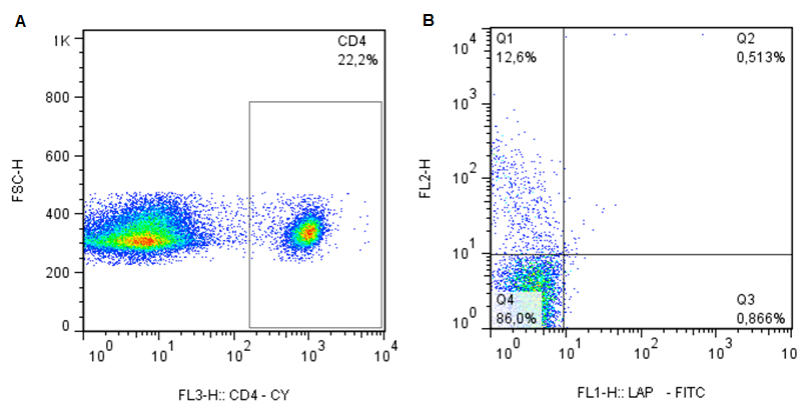 A
CD4
22,2%
1K
800
600
400
200
0
FSC-H
10^0 10^1 10^2 10^3 10^4
FL3-H:: CD4 - CY
B
Q1
12,6%
Q2
0,513%
10^4
10^3
10^2
10^1
10^0
FL2-H
Q4
86,0%
Q3
0,866%
10^0 10^1 10^2 10^3 10
FL1-H:: LAP - FITC